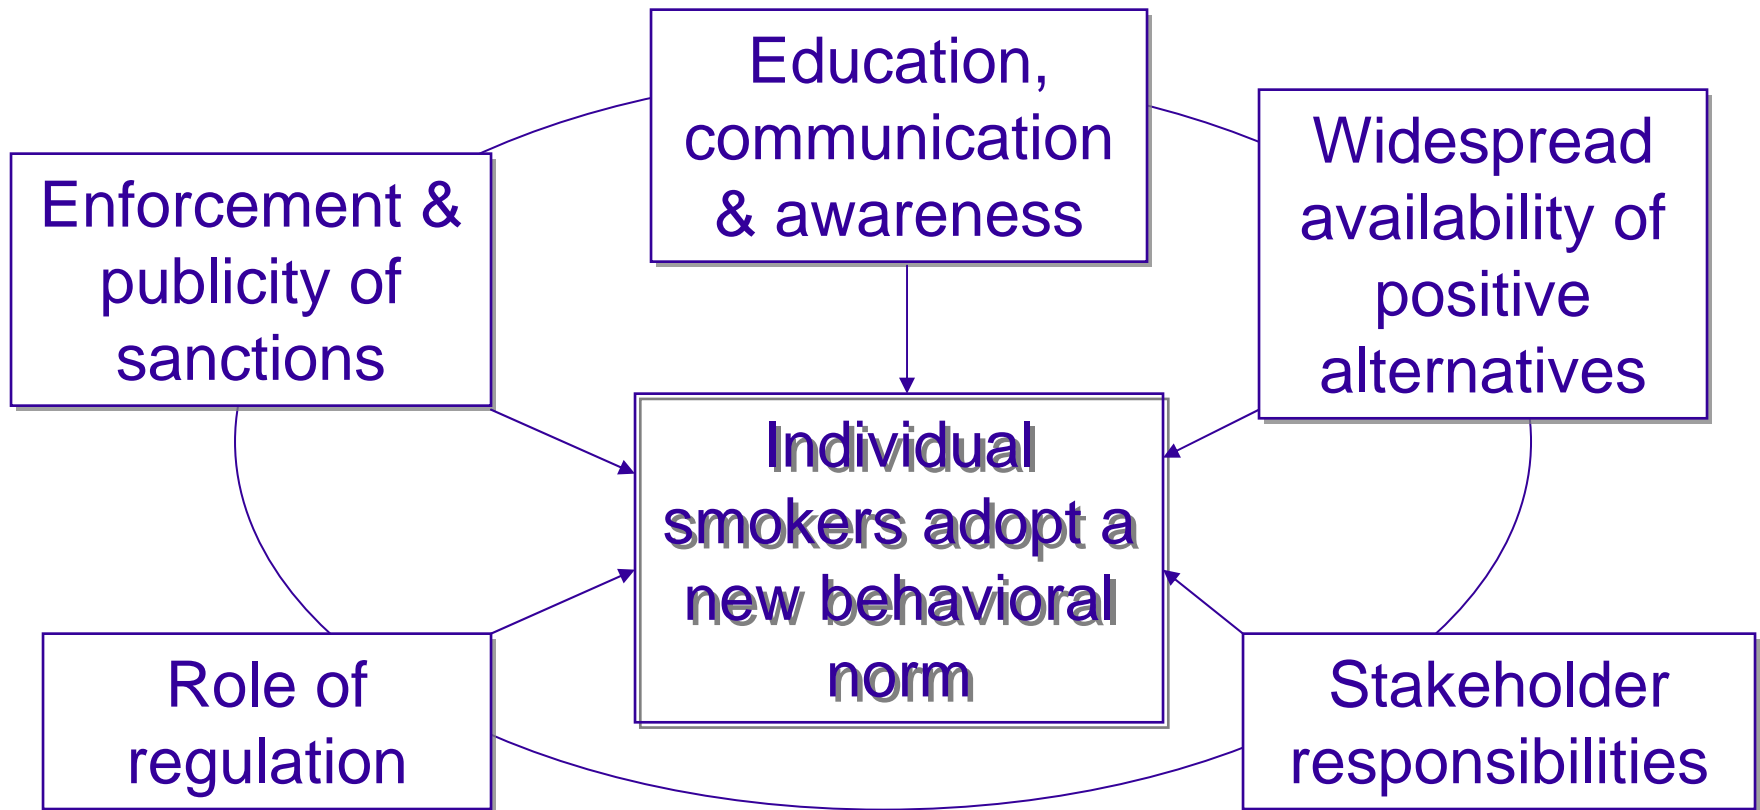 Education,
communication
& awareness
Widespread
availability of
positive
alternatives
Enforcement &
publicity of
sanctions
Individual
smokers adopt a
new behavioral
norm
Role of
regulation
Stakeholder
responsibilities